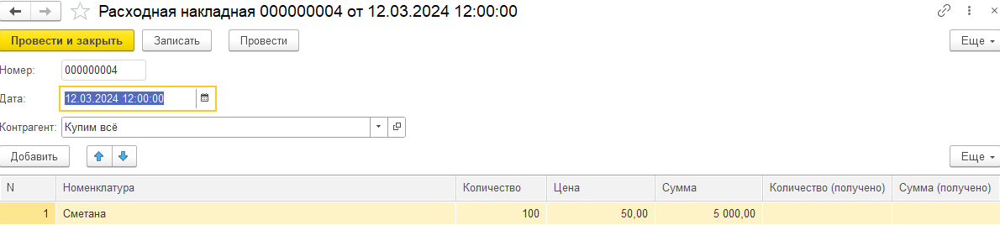 Расходная накладная 000000004 от 12.03.2024 12:00:00
Провести и закрыть Записать Провести Еще
Номер: 000000004
Дата: 12.03.2024 12:00:00
Контрагент: Купим всё
Добавить Еще
N Номенклатура Количество Цена Сумма Количество (получено) Сумма (получено)
1 Сметана 100 50,00 5 000,00